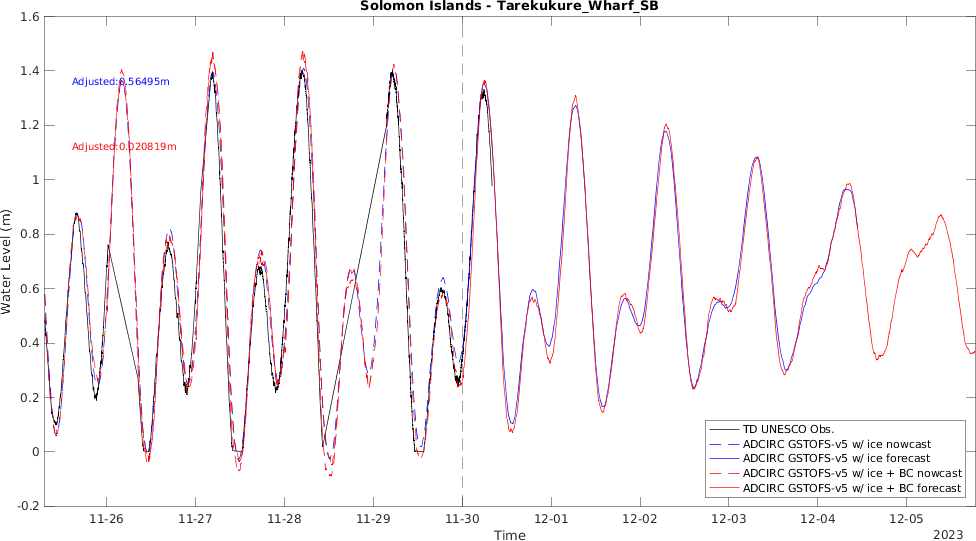 Solomon Islands - Tarekukure_Wharf_SB
1.6
1.4
1.2
1
0.8
0.6
0.4
0.2
0
-0.2
Water Level (m)
Adjusted:0.56495m
Adjusted:0.020819m
TD UNESCO Obs.
ADCIRC GSTOFS-v5 w/ ice nowcast
ADCIRC GSTOFS-v5 w/ ice forecast
ADCIRC GSTOFS-v5 w/ ice + BC nowcast
ADCIRC GSTOFS-v5 w/ ice + BC forecast
11-26 11-27 11-28 11-29 11-30 12-01 12-02 12-03 12-04 12-05
Time 2023